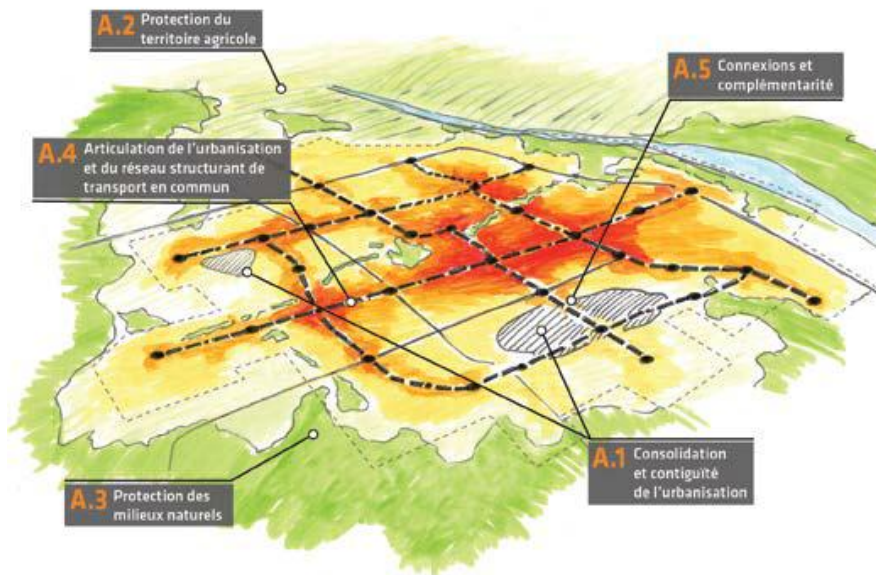 A.2 Protection du
territoire agricole
A.5 Connexions et
complémentarité
A.4 Articulation de l'urbanisation
et du réseau structurant de
transport en commun
A.1 Consolidation
et contiguïté
de l'urbanisation
A.3 Protection des
milieux naturels